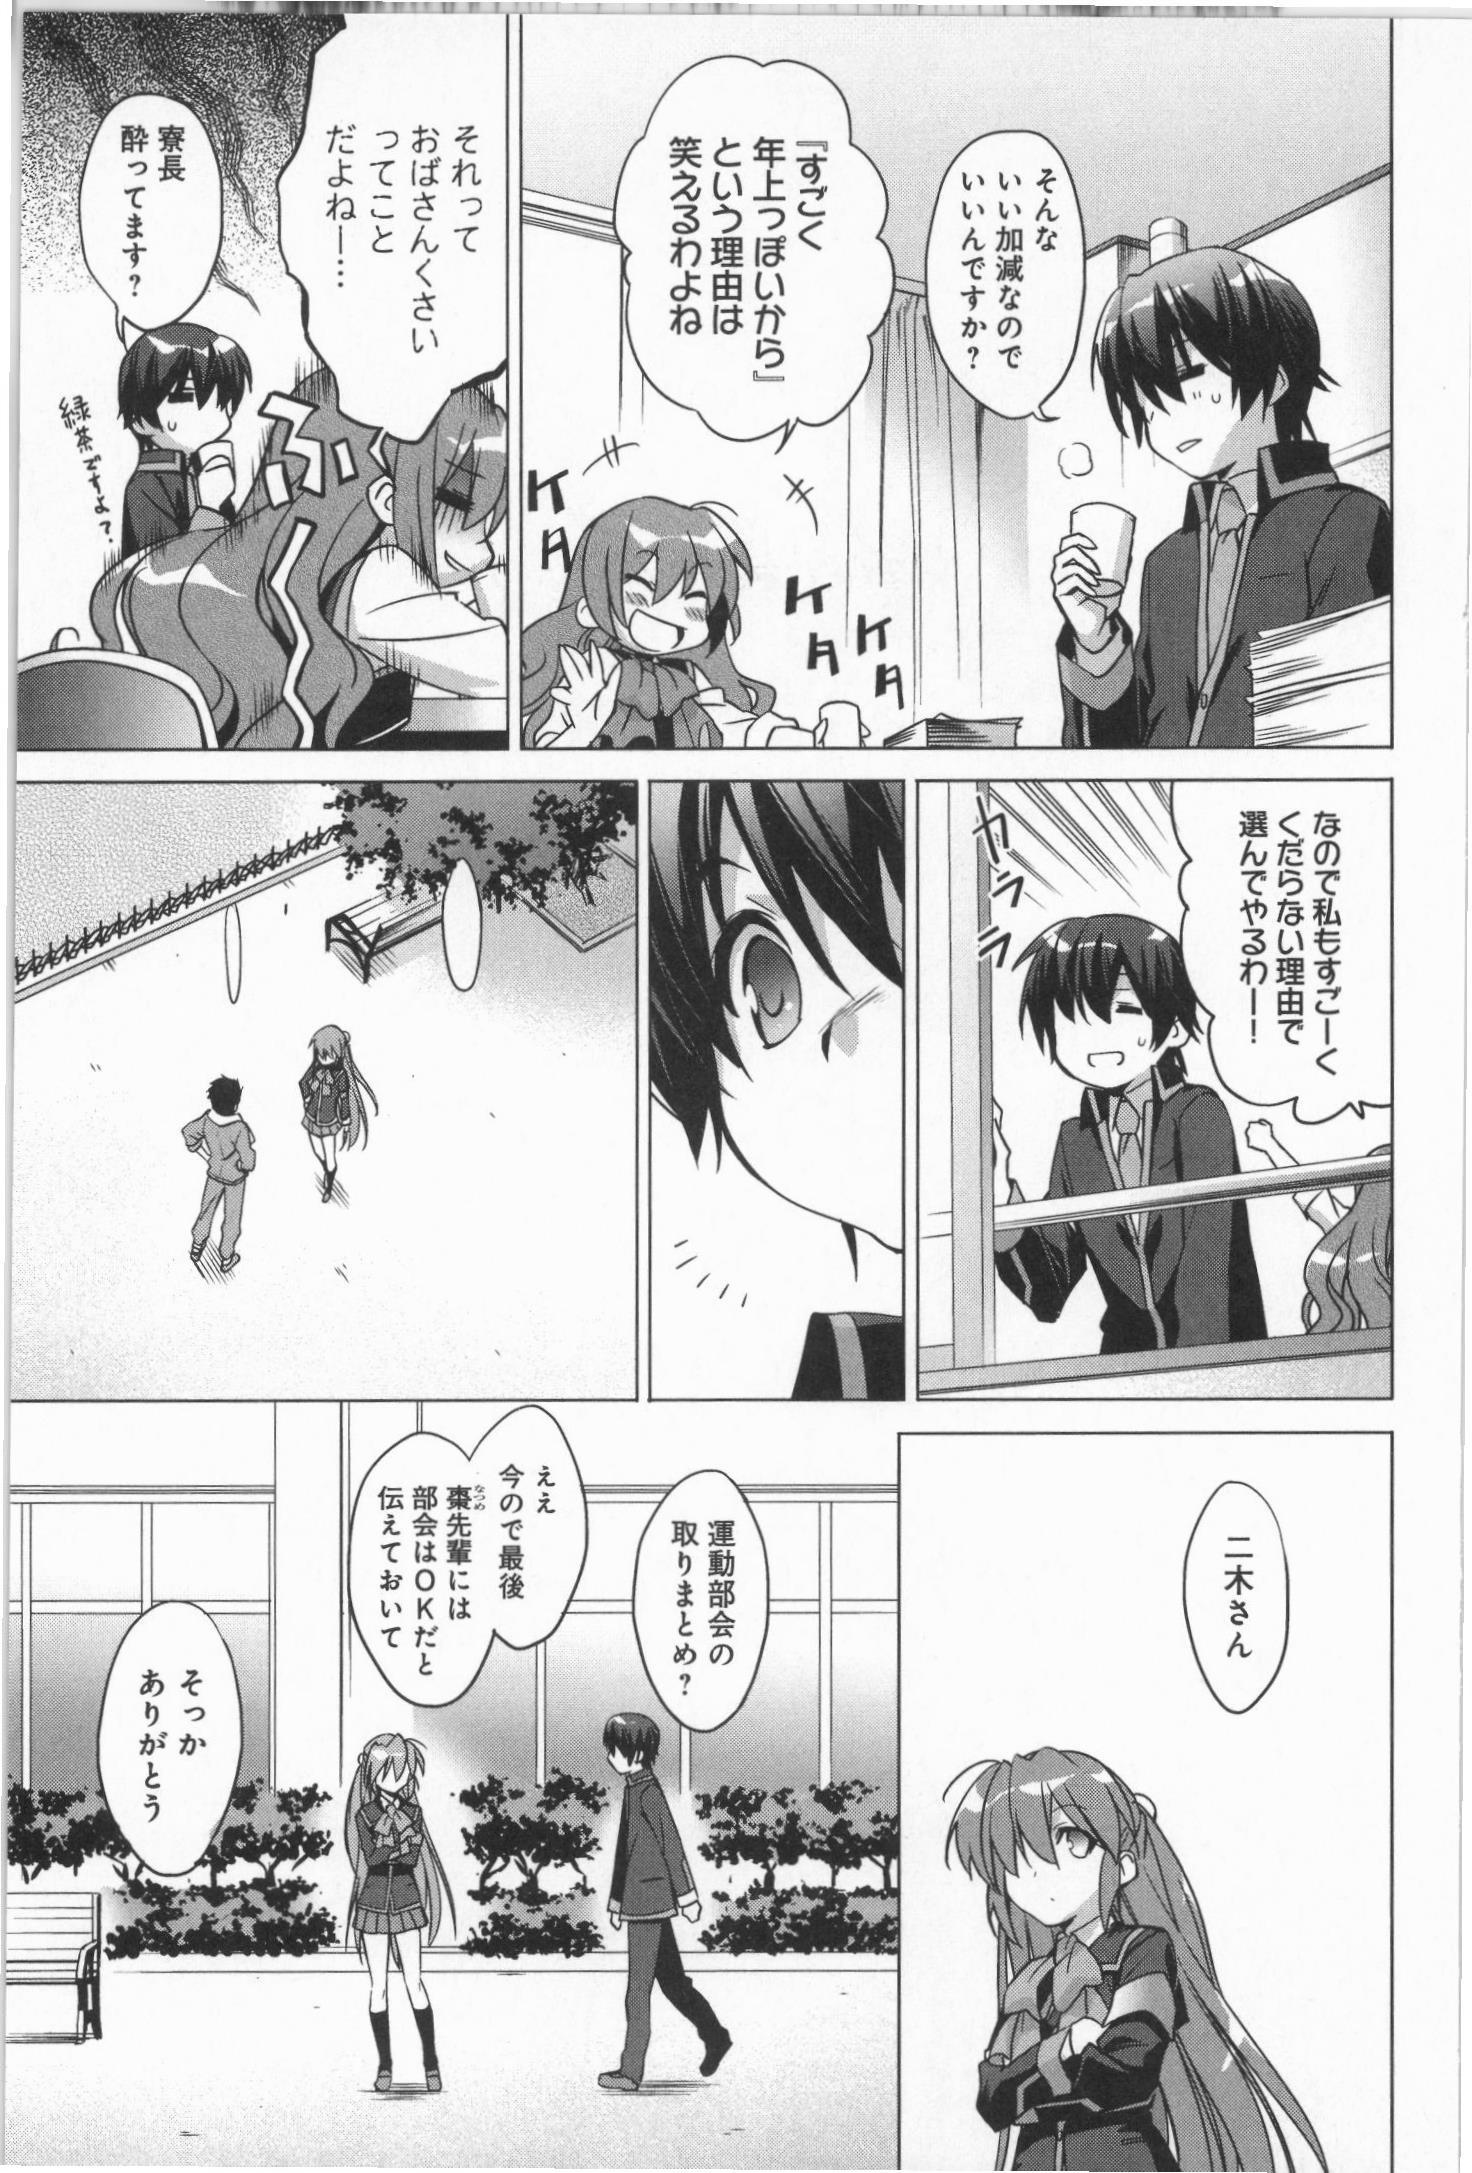 そんな
いい加減なので
いいんですか?
『すごく
年上っぽいから』
という理由は
笑えるわよね
ケタ
ケタ
ケタ
それって
おばさんくさい
ってこと
だよねー…
ふふ
寮長
酔ってます?
緑茶ですよ?
なので私もすごーく
くだらない理由で
選んでやるわー!
カラ
二木さん
運動部会の
取りまとめ?
ええ
今ので最後
棗先輩には
なつめ
部会はOKだと
伝えておいて
そっか
ありがとう